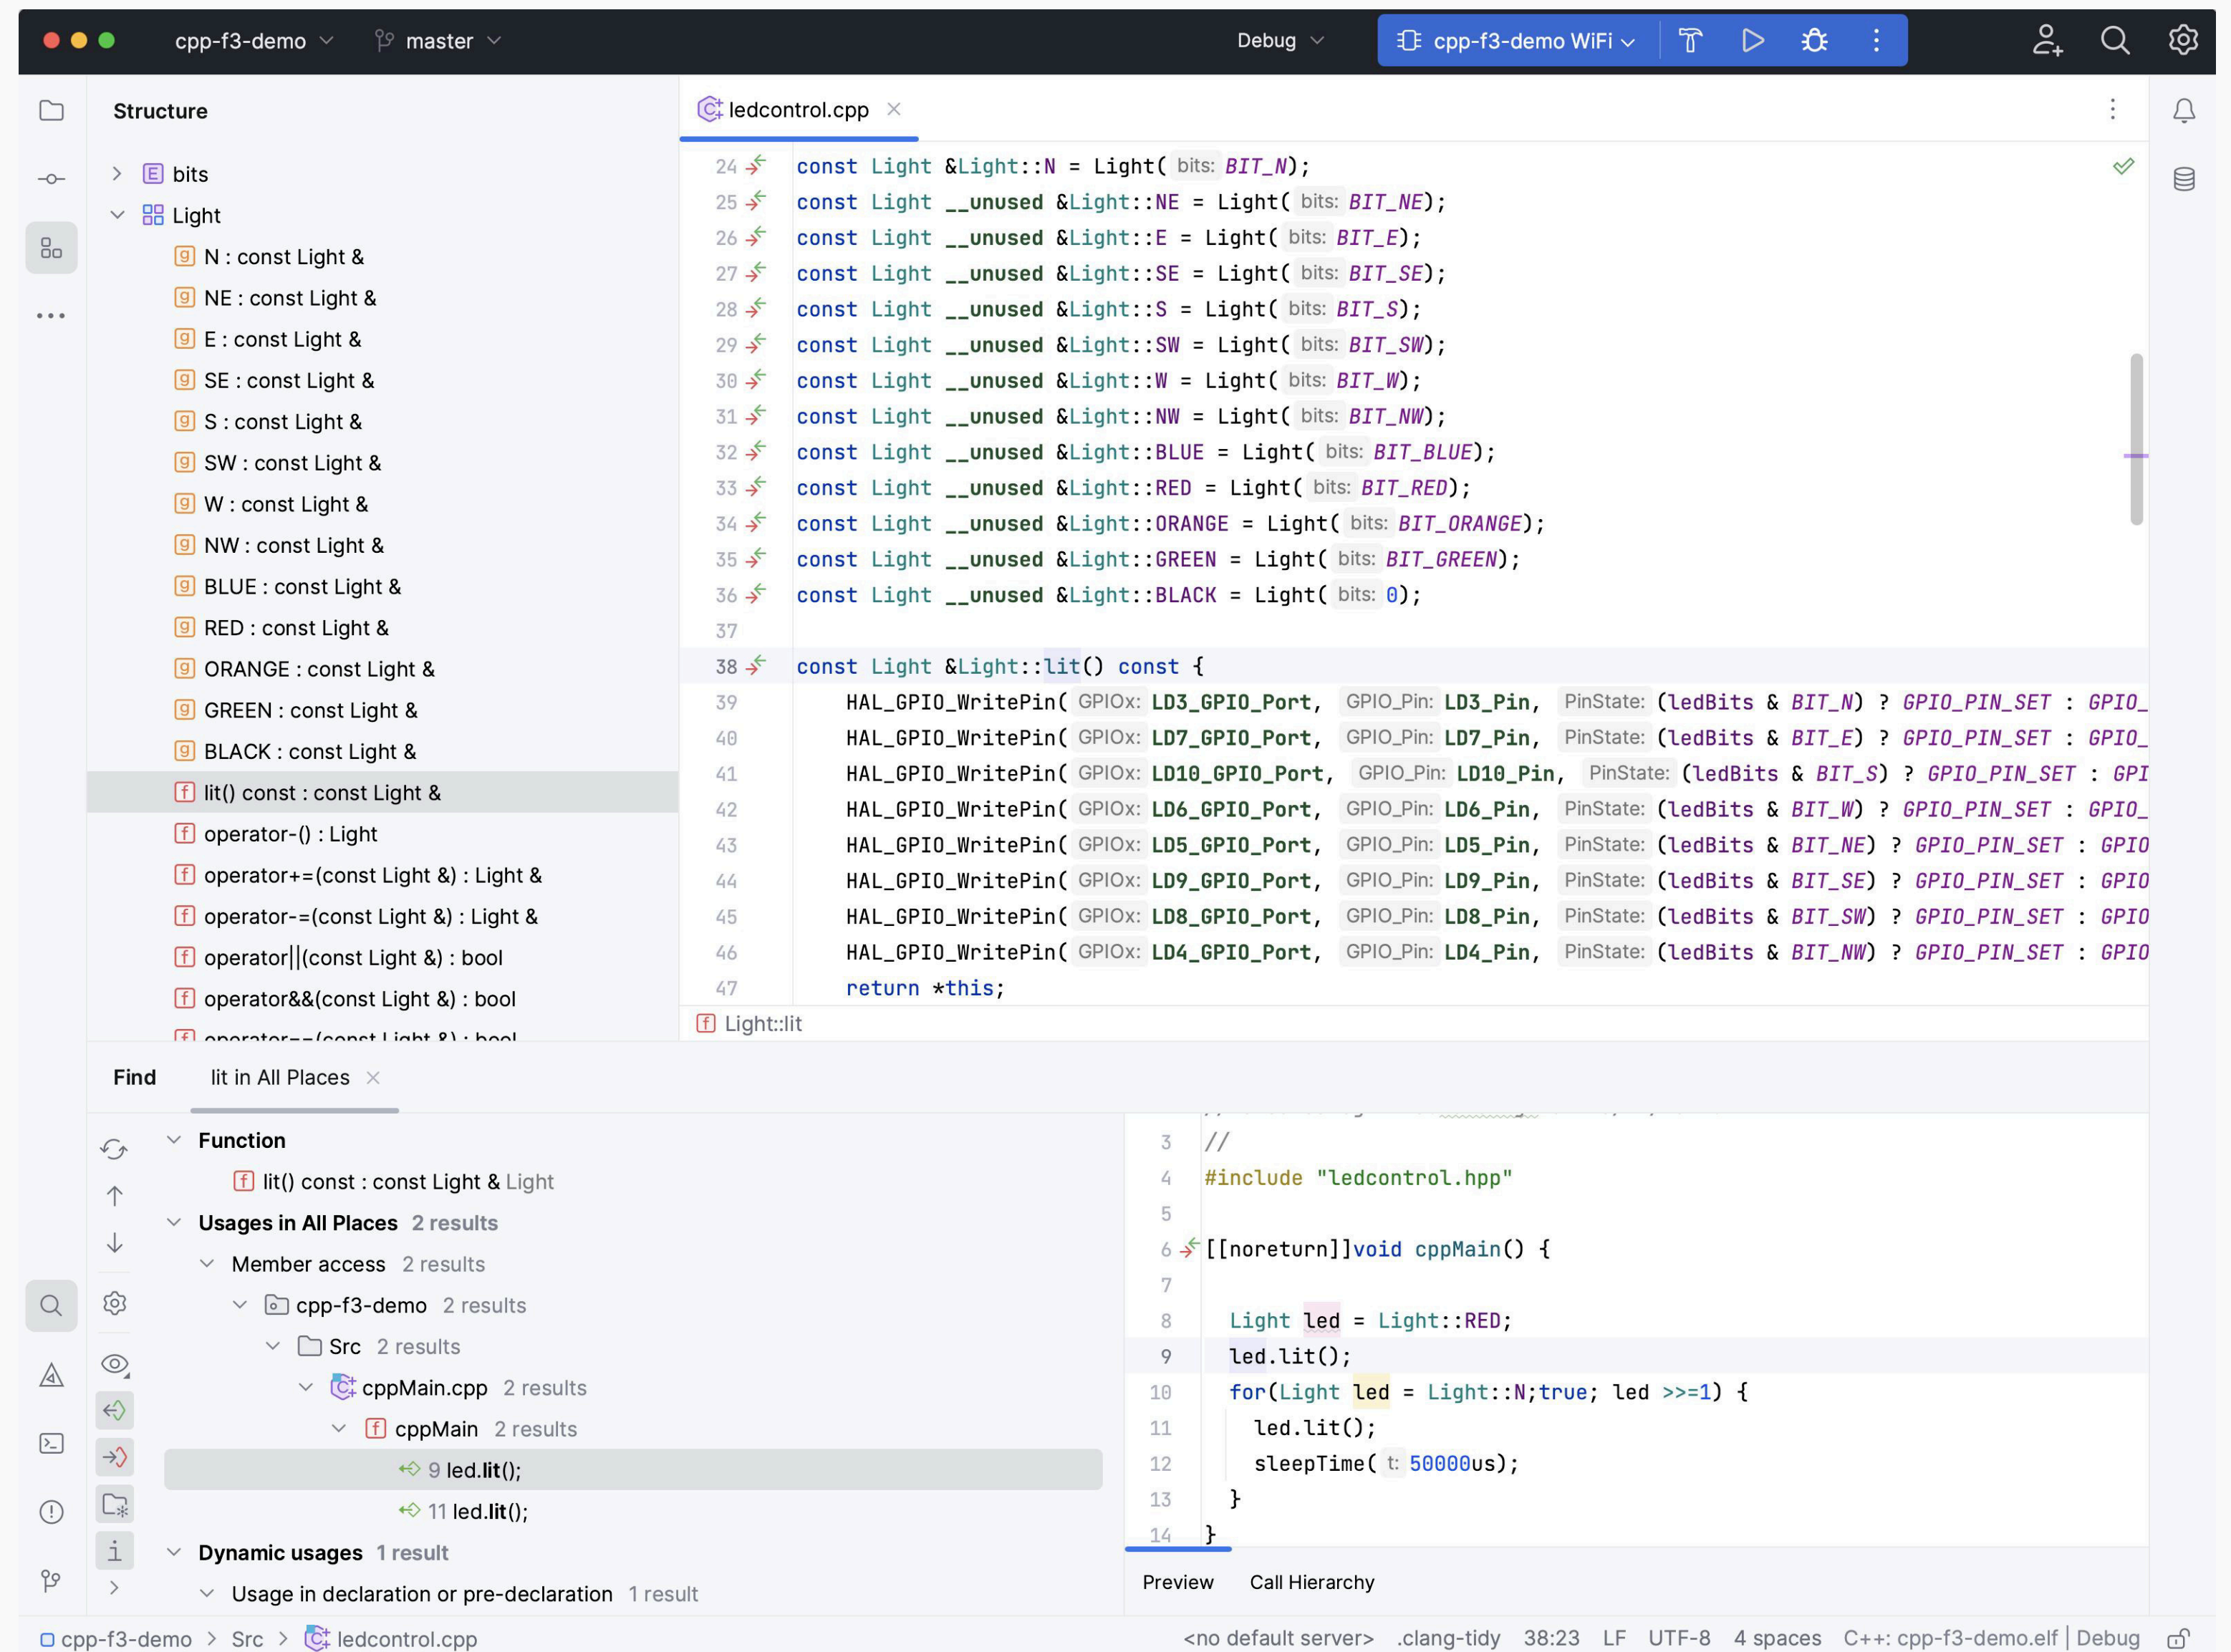 cpp-f3-demo master Debug cpp-f3-demo WiFi
Structure
bits
Light
N : const Light &
NE : const Light &
E : const Light &
SE : const Light &
S : const Light &
SW : const Light &
W : const Light &
NW : const Light &
BLUE : const Light &
RED : const Light &
ORANGE : const Light &
GREEN : const Light &
BLACK : const Light &
lit() const : const Light &
operator-() : Light
operator+=(const Light &) : Light &
operator-=(const Light &) : Light &
operator||(const Light &) : bool
operator&&(const Light &) : bool
operator==(const Light &) : bool
ledcontrol.cpp
24 const Light &Light::N = Light( bits: BIT_N);
25 const Light __unused &Light::NE = Light( bits: BIT_NE);
26 const Light __unused &Light::E = Light( bits: BIT_E);
27 const Light __unused &Light::SE = Light( bits: BIT_SE);
28 const Light __unused &Light::S = Light( bits: BIT_S);
29 const Light __unused &Light::SW = Light( bits: BIT_SW);
30 const Light __unused &Light::W = Light( bits: BIT_W);
31 const Light __unused &Light::NW = Light( bits: BIT_NW);
32 const Light __unused &Light::BLUE = Light( bits: BIT_BLUE);
33 const Light __unused &Light::RED = Light( bits: BIT_RED);
34 const Light __unused &Light::ORANGE = Light( bits: BIT_ORANGE);
35 const Light __unused &Light::GREEN = Light( bits: BIT_GREEN);
36 const Light __unused &Light::BLACK = Light( bits: 0);
37
38 const Light &Light::lit() const {
39 HAL_GPIO_WritePin( GPIOx: LD3_GPIO_Port, GPIO_Pin: LD3_Pin, PinState: (ledBits & BIT_N) ? GPIO_PIN_SET : GPIO_
40 HAL_GPIO_WritePin( GPIOx: LD7_GPIO_Port, GPIO_Pin: LD7_Pin, PinState: (ledBits & BIT_E) ? GPIO_PIN_SET : GPIO_
41 HAL_GPIO_WritePin( GPIOx: LD10_GPIO_Port, GPIO_Pin: LD10_Pin, PinState: (ledBits & BIT_S) ? GPIO_PIN_SET : GPI
42 HAL_GPIO_WritePin( GPIOx: LD6_GPIO_Port, GPIO_Pin: LD6_Pin, PinState: (ledBits & BIT_W) ? GPIO_PIN_SET : GPIO_
43 HAL_GPIO_WritePin( GPIOx: LD5_GPIO_Port, GPIO_Pin: LD5_Pin, PinState: (ledBits & BIT_NE) ? GPIO_PIN_SET : GPIO
44 HAL_GPIO_WritePin( GPIOx: LD9_GPIO_Port, GPIO_Pin: LD9_Pin, PinState: (ledBits & BIT_SE) ? GPIO_PIN_SET : GPIO
45 HAL_GPIO_WritePin( GPIOx: LD8_GPIO_Port, GPIO_Pin: LD8_Pin, PinState: (ledBits & BIT_SW) ? GPIO_PIN_SET : GPIO
46 HAL_GPIO_WritePin( GPIOx: LD4_GPIO_Port, GPIO_Pin: LD4_Pin, PinState: (ledBits & BIT_NW) ? GPIO_PIN_SET : GPIO
47 return *this;
Light::lit
Find lit in All Places
Function
lit() const : const Light & Light
Usages in All Places 2 results
Member access 2 results
cpp-f3-demo 2 results
Src 2 results
cppMain.cpp 2 results
cppMain 2 results
9 led.lit();
11 led.lit();
Dynamic usages 1 result
Usage in declaration or pre-declaration 1 result
3 //
4 #include "ledcontrol.hpp"
5
6 [[noreturn]]void cppMain() {
7
8 Light led = Light::RED;
9 led.lit();
10 for(Light led = Light::N;true; led >>=1) {
11 led.lit();
12 sleepTime( t: 50000us);
13 }
14 }
Preview Call Hierarchy
cpp-f3-demo > Src > ledcontrol.cpp
<no default server> .clang-tidy 38:23 LF UTF-8 4 spaces C++: cpp-f3-demo.elf | Debug